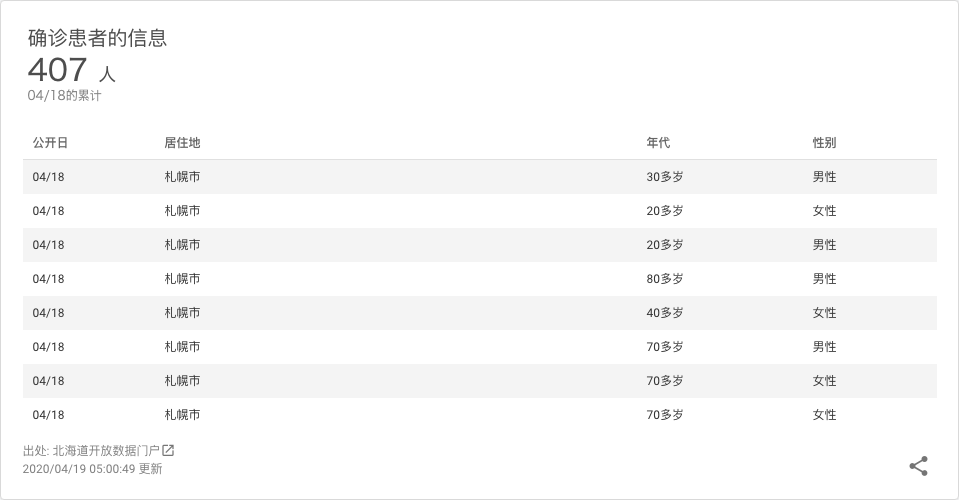 确诊患者的信息
407 人
04/18的累计
公开日 居住地 年代 性别
04/18 札幌市 30多岁 男性
04/18 札幌市 20多岁 女性
04/18 札幌市 20多岁 男性
04/18 札幌市 80多岁 男性
04/18 札幌市 40多岁 女性
04/18 札幌市 70多岁 男性
04/18 札幌市 70多岁 女性
04/18 札幌市 70多岁 女性
出处: 北海道开放数据门户
2020/04/19 05:00:49 更新